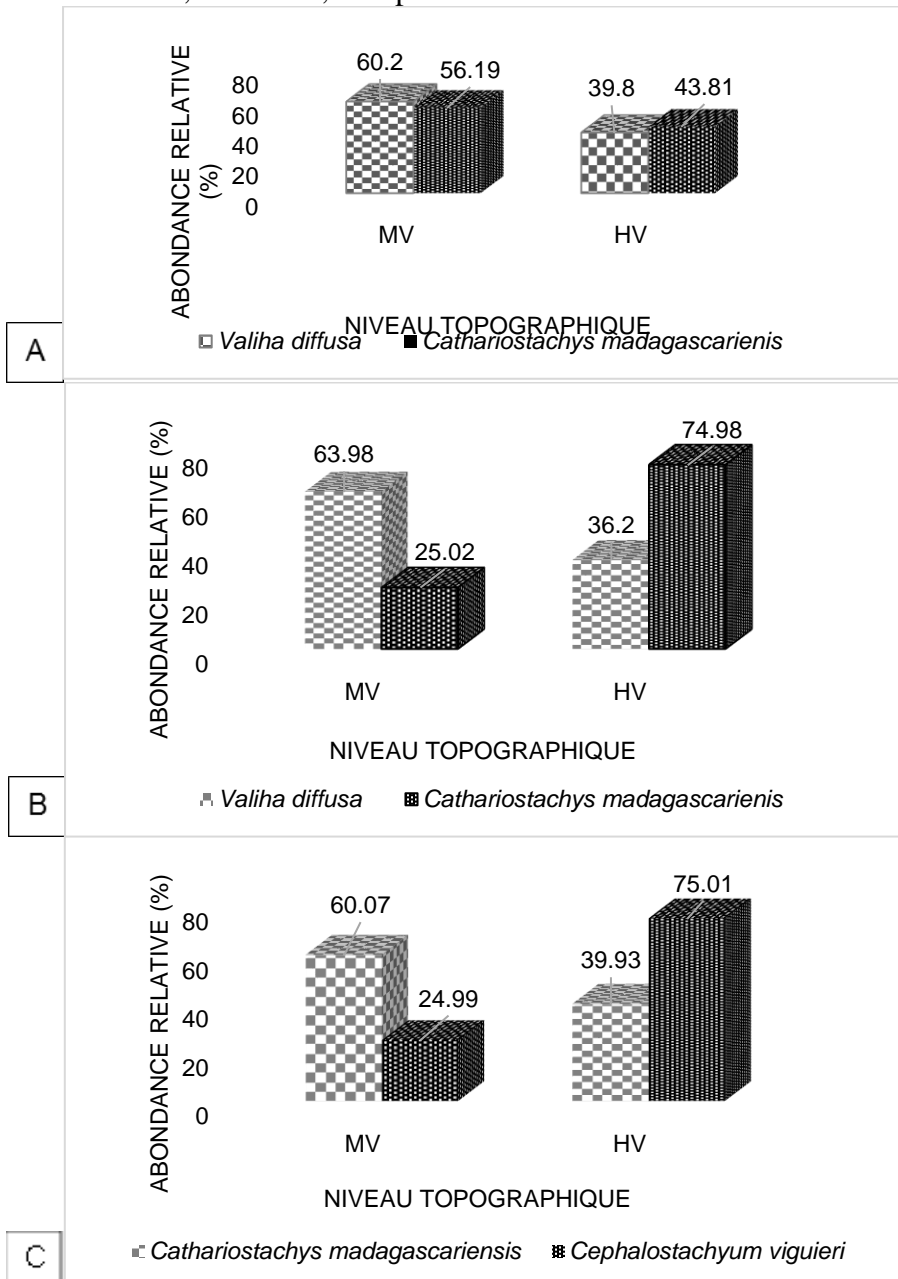 ABONDANCE RELATIVE (%)
80
60
40
20
0
60.2
56.19
39.8
43.81
MV
HV
NIVEAU TOPOGRAPHIQUE
Valiha diffusa
Cathariostachys madagascarienis
A
ABONDANCE RELATIVE (%)
80
60
40
20
0
63.98
25.02
36.2
74.98
MV
HV
NIVEAU TOPOGRAPHIQUE
Valiha diffusa
Cathariostachys madagascarienis
B
ABONDANCE RELATIVE (%)
80
60
40
20
0
60.07
24.99
39.93
75.01
MV
HV
NIVEAU TOPOGRAPHIQUE
Cathariostachys madagascariensis
Cephalostachyum viguieri
C